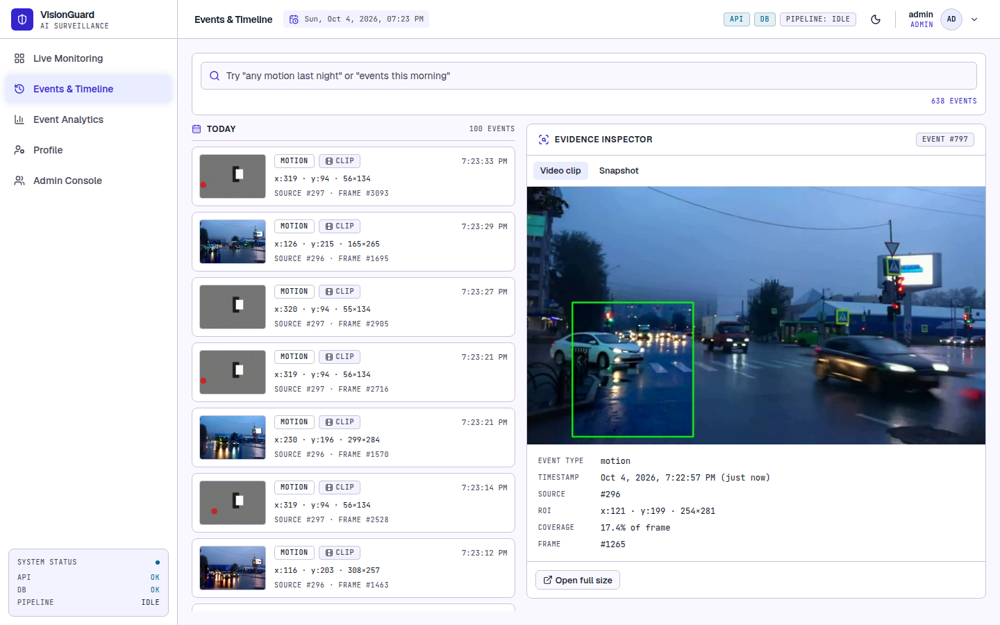 VisionGuard
AI SURVEILLANCE
Live Monitoring
Events & Timeline
Event Analytics
Profile
Admin Console
SYSTEM STATUS
API OK
DB OK
PIPELINE IDLE
Events & Timeline
Sun, Oct 4, 2026, 07:23 PM
API
DB
PIPELINE: IDLE
admin
ADMIN
AD
Try "any motion last night" or "events this morning"
638 EVENTS
TODAY
100 EVENTS
MOTION CLIP 7:23:33 PM
x:319 · y:94 · 56×134
SOURCE #297 · FRAME #3093
MOTION CLIP 7:23:29 PM
x:126 · y:215 · 165×265
SOURCE #296 · FRAME #1695
MOTION CLIP 7:23:27 PM
x:320 · y:94 · 55×134
SOURCE #297 · FRAME #2905
MOTION CLIP 7:23:21 PM
x:319 · y:94 · 56×134
SOURCE #297 · FRAME #2716
MOTION CLIP 7:23:21 PM
x:230 · y:196 · 299×284
SOURCE #296 · FRAME #1570
MOTION CLIP 7:23:14 PM
x:319 · y:94 · 56×134
SOURCE #297 · FRAME #2528
MOTION CLIP 7:23:12 PM
x:116 · y:203 · 308×257
SOURCE #296 · FRAME #1463
EVIDENCE INSPECTOR
EVENT #797
Video clip
Snapshot
EVENT TYPE motion
TIMESTAMP Oct 4, 2026, 7:22:57 PM (just now)
SOURCE #296
ROI x:121 · y:199 · 254×281
COVERAGE 17.4% of frame
FRAME #1265
Open full size